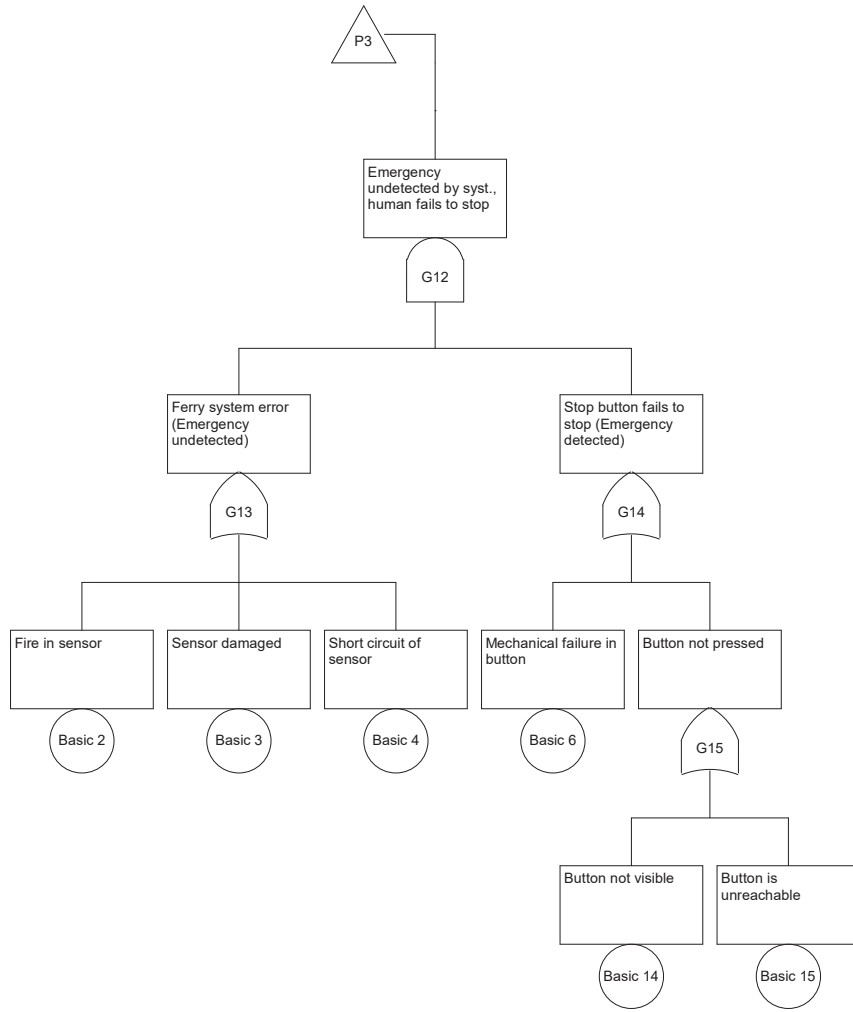 P3
Emergency
undetected by syst.,
human fails to stop
G12
Ferry system error
(Emergency
undetected)
Stop button fails to
stop (Emergency
detected)
G13
G14
Fire in sensor
Sensor damaged
Short circuit of
sensor
Mechanical failure in
button
Button not pressed
Basic 2
Basic 3
Basic 4
Basic 6
G15
Button not visible
Button is
unreachable
Basic 14
Basic 15